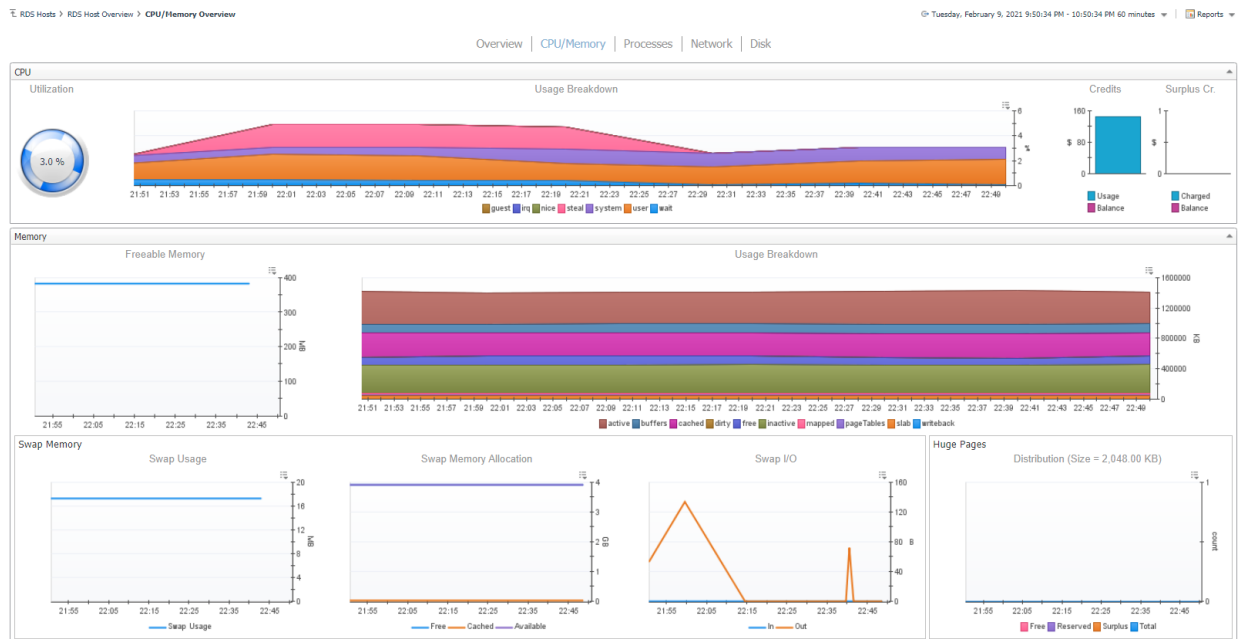 RDS Hosts > RDS Host Overview > CPU/Memory Overview
Tuesday, February 9, 2021 9:50:34 PM - 10:50:34 PM 60 minutes | Reports
Overview | CPU/Memory | Processes | Network | Disk
CPU
Utilization
3.0 %
Usage Breakdown
6
4
%
2
0
21:51 21:53 21:55 21:57 21:59 22:01 22:03 22:05 22:07 22:09 22:11 22:13 22:15 22:17 22:19 22:21 22:23 22:25 22:27 22:29 22:31 22:33 22:35 22:37 22:39 22:41 22:43 22:45 22:47 22:49
guest irq nice steal system user wait
Credits
160
80
0
Usage
Balance
Surplus Cr.
1
0
Charged
Balance
Memory
Freeable Memory
400
300
200 MB
100
0
21:55 22:05 22:15 22:25 22:35 22:45
Usage Breakdown
1600000
1200000
800000 KB
400000
0
21:51 21:53 21:55 21:57 21:59 22:01 22:03 22:05 22:07 22:09 22:11 22:13 22:15 22:17 22:19 22:21 22:23 22:25 22:27 22:29 22:31 22:33 22:35 22:37 22:39 22:41 22:43 22:45 22:47 22:49
active buffers cached dirty free inactive mapped pageTables slab writeback
Swap Memory
Swap Usage
20
16
12
MB
8
4
0
21:55 22:05 22:15 22:25 22:35 22:45
Swap Usage
Swap Memory Allocation
4
3
2 GB
1
0
21:55 22:05 22:15 22:25 22:35 22:45
Free Cached Available
Swap I/O
160
120
80 B
40
0
21:55 22:05 22:15 22:25 22:35 22:45
In Out
Huge Pages
Distribution (Size = 2,048.00 KB)
1
count
0
21:55 22:05 22:15 22:25 22:35 22:45
Free Reserved Surplus Total